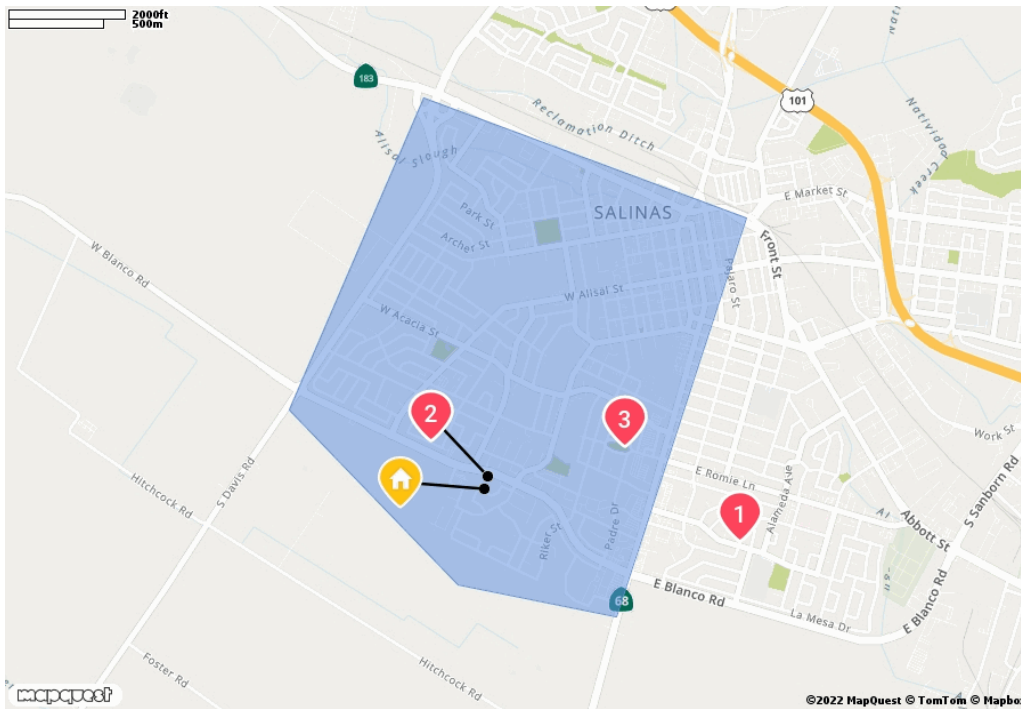 2000ft
500m
183
101
Reclamation Ditch
Natividad Creek
Alisal Slough
E Market St
SALINAS
Park St
Archer St
Front St
W Blanco Rd
Pajaro St
W Alisal St
W Acacia St
2
3
Work St
S Davis Rd
E Romie Ln
Alameda Ave
S Sanborn Rd
Hitchcock Rd
1
Abbott St
Padre Dr
Riker St
E Blanco Rd
68
La Mesa Dr
E Blanco Rd
Foster Rd
Hitchcock Rd
mapquest
©2022 MapQuest © TomTom © Mapbo